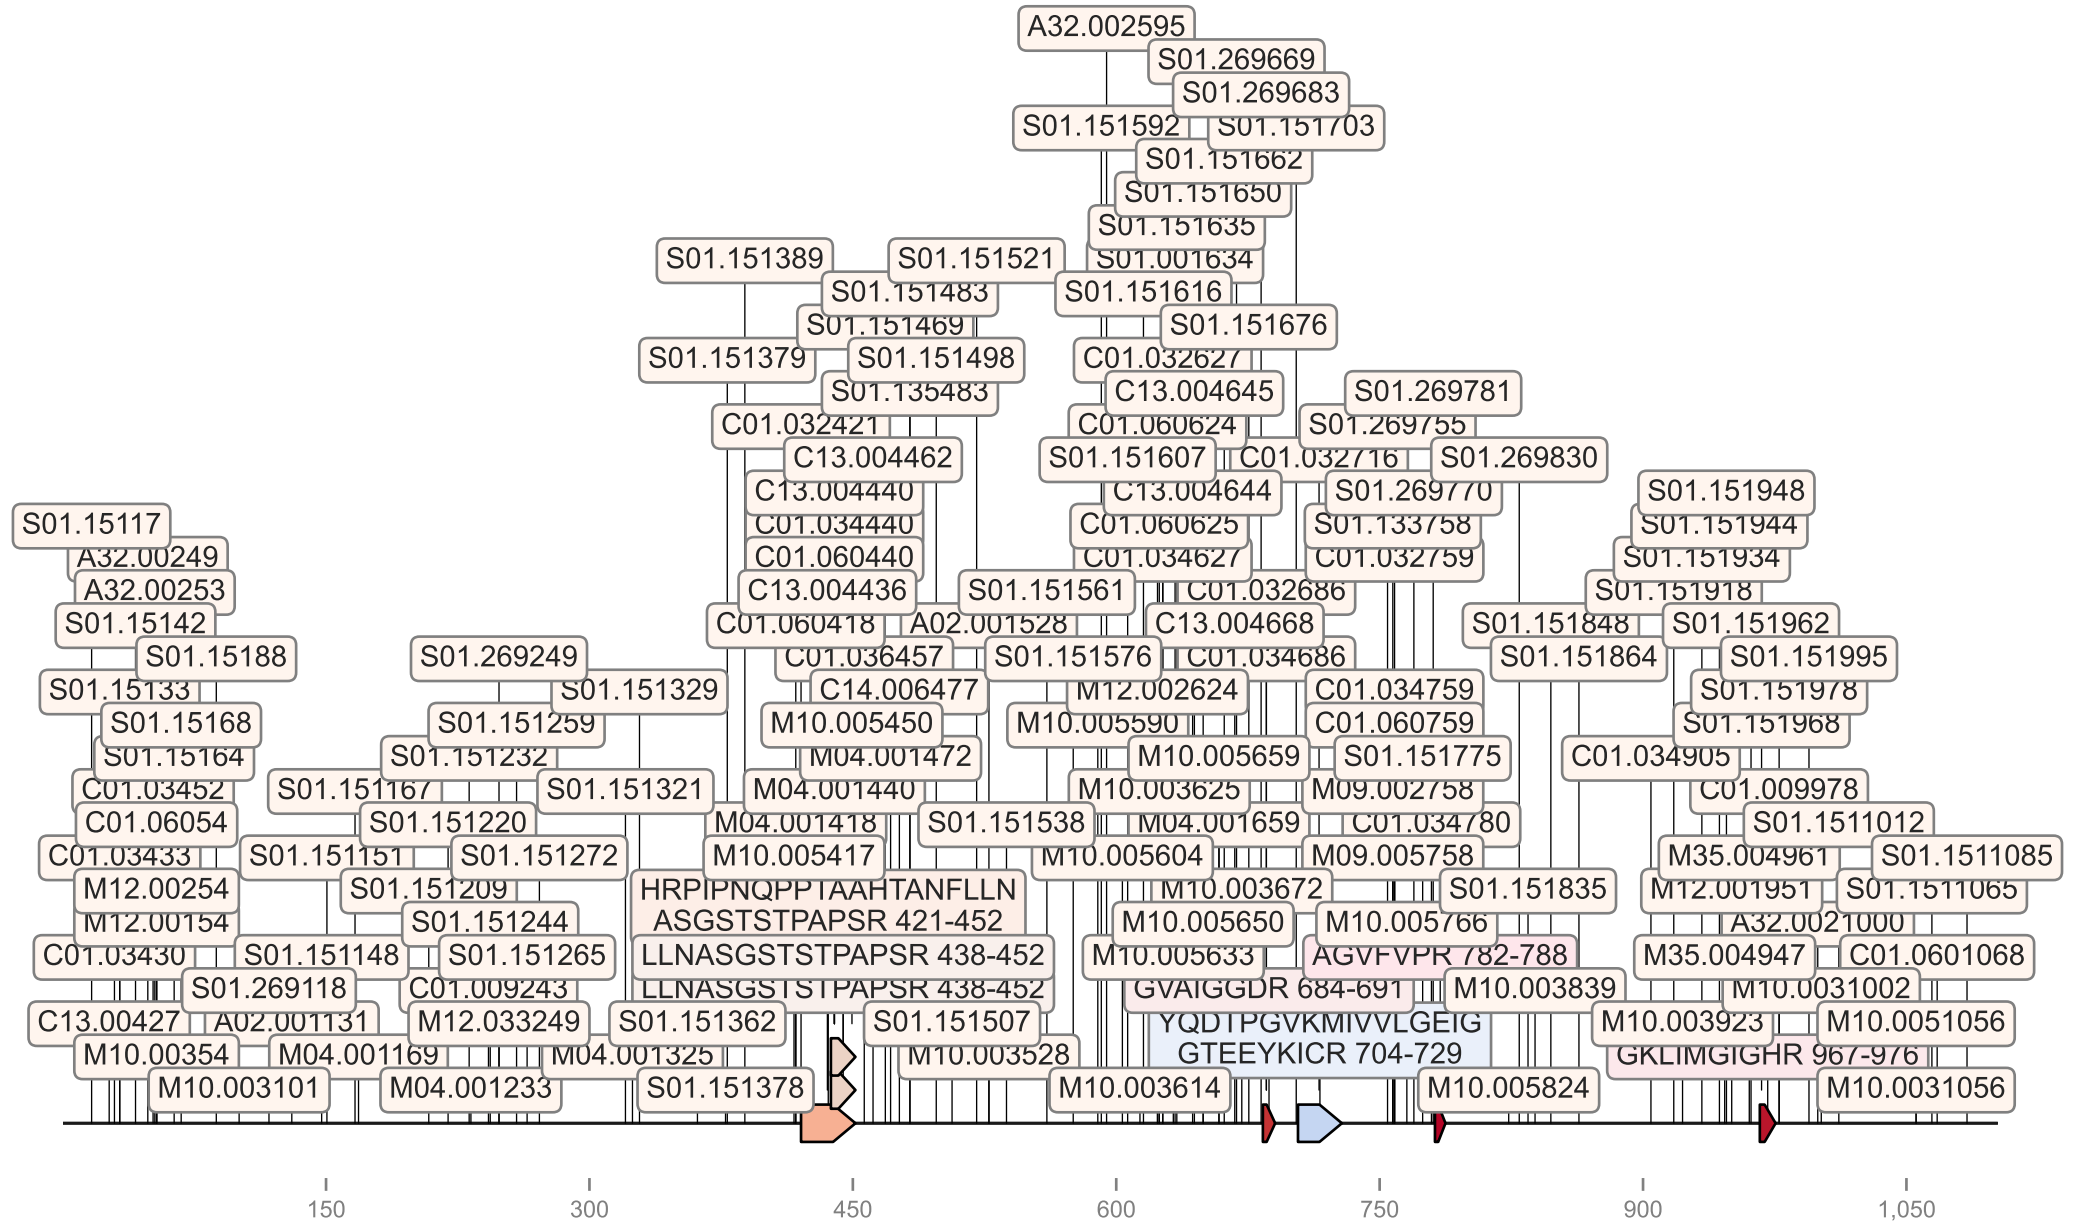 A32.002595
S01.269669
S01.269683
S01.151592 S01.151703
S01.151662
S01.151650
S01.151635
S01.151389 S01.151521 S01.001634
S01.151483 S01.151616
S01.151469 S01.151676
S01.151379 S01.151498 C01.032627
S01.135483 C13.004645 S01.269781
C01.032421 C01.060624 S01.269755
C13.004462 S01.151607 C01.032716 S01.269830
C13.004440 C13.004644 S01.269770 S01.151948
S01.15117 C01.034440 C01.060625 S01.133758 S01.151944
A32.00249 C01.060440 C01.034627 C01.032759 S01.151934
A32.00253 C13.004436 S01.151561 C01.032686 S01.151918
S01.15142 C01.060418 A02.001528 C13.004668 S01.151848 S01.151962
S01.15188 S01.269249 C01.036457 S01.151576 C01.034686 S01.151864 S01.151995
S01.15133 S01.151329 C14.006477 M12.002624 C01.034759 S01.151978
S01.15168 S01.151259 M10.005450 M10.005590 C01.060759 S01.151968
S01.15164 S01.151232 M04.001472 M10.005659 S01.151775 C01.034905
C01.03452 S01.151167 S01.151321 M04.001440 M10.003625 M09.002758 C01.009978
C01.06054 S01.151220 M04.001418 S01.151538 M04.001659 C01.034780 S01.1511012
C01.03433 S01.151151 S01.151272 M10.005417 M10.005604 M09.005758 M35.004961 S01.1511085
M12.00254 S01.151209 HRPIPNQPPTAAHTANFLLN M10.003672 S01.151835 M12.001951 S01.1511065
M12.00154 S01.151244 ASGSTSTPAPSR 421-452 M10.005650 M10.005766 A32.0021000
C01.03430 S01.151148 S01.151265 LLNASGSTSTPAPSR 438-452 M10.005633 AGVFVPR 782-788 M35.004947 C01.0601068
S01.269118 C01.009243 LLNASGSTSTPAPSR 438-452 GVAIGGDR 684-691 M10.003839 M10.0031002
C13.00427 A02.001131 M12.033249 S01.151362 S01.151507 YQDTPGVKMIVVLGEIG M10.003923 M10.0051056
M10.00354 M04.001169 M04.001325 M10.003528 GTEEYKICR 704-729 GKLIMGIGHR 967-976
M10.003101 M04.001233 S01.151378 M10.003614 M10.005824 M10.0031056
150 300 450 600 750 900 1,050